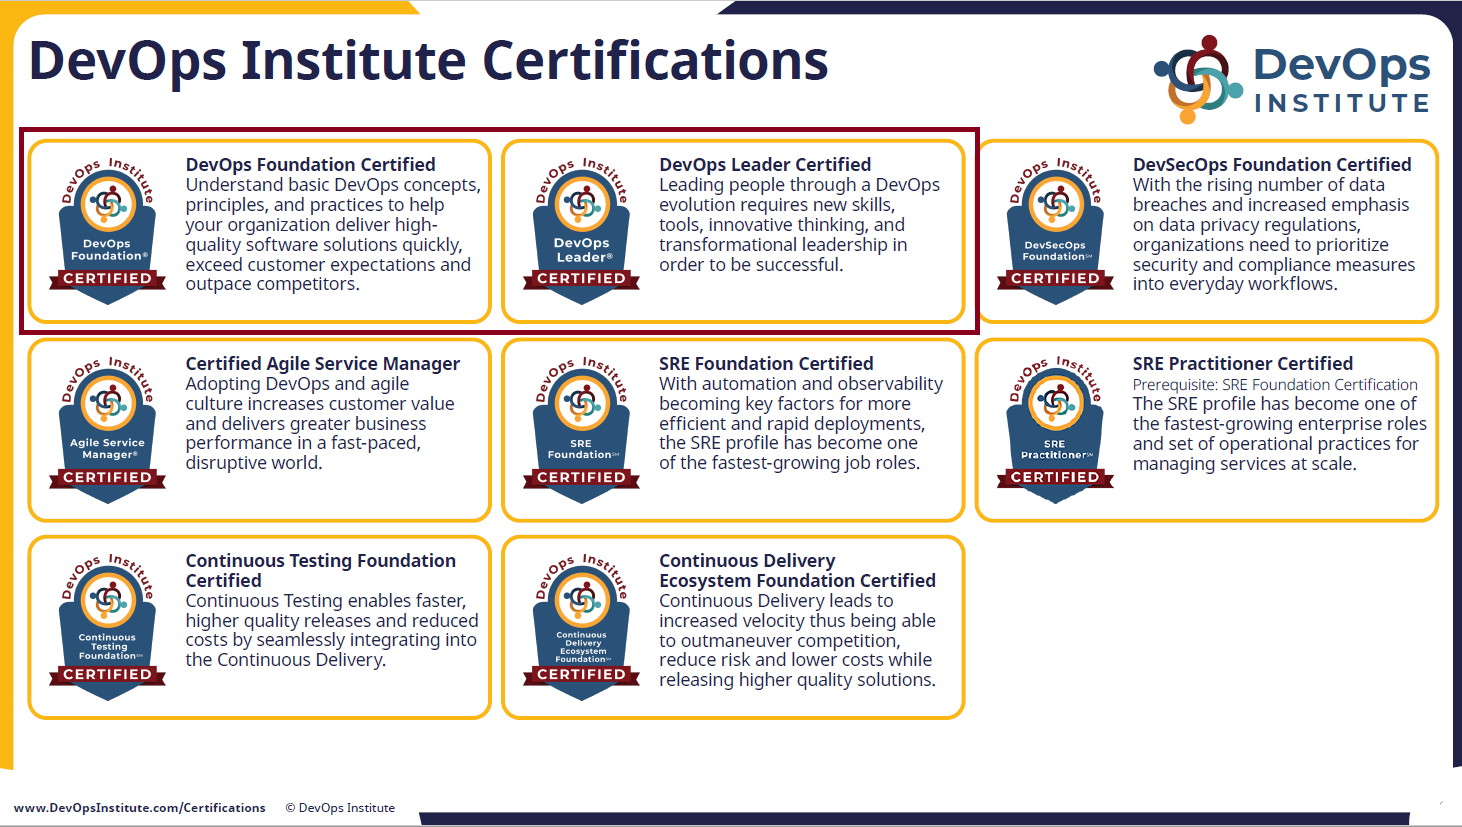 DevOps Institute Certifications
DevOps
INSTITUTE
DevOps Institute
DevOps
Foundation®
CERTIFIED
DevOps Foundation Certified
Understand basic DevOps concepts,
principles, and practices to help
your organization deliver high-
quality software solutions quickly,
exceed customer expectations and
outpace competitors.
DevOps Institute
DevOps
Leader®
CERTIFIED
DevOps Leader Certified
Leading people through a DevOps
evolution requires new skills,
tools, innovative thinking, and
transformational leadership in
order to be successful.
DevOps Institute
DevSecOps
Foundation℠
CERTIFIED
DevSecOps Foundation Certified
With the rising number of data
breaches and increased emphasis
on data privacy regulations,
organizations need to prioritize
security and compliance measures
into everyday workflows.
DevOps Institute
Agile Service
Manager®
CERTIFIED
Certified Agile Service Manager
Adopting DevOps and agile
culture increases customer value
and delivers greater business
performance in a fast-paced,
disruptive world.
DevOps Institute
SRE
Foundation℠
CERTIFIED
SRE Foundation Certified
With automation and observability
becoming key factors for more
efficient and rapid deployments,
the SRE profile has become one
of the fastest-growing job roles.
DevOps Institute
SRE
Practitioner℠
CERTIFIED
SRE Practitioner Certified
Prerequisite: SRE Foundation Certification
The SRE profile has become one of
the fastest-growing enterprise roles
and set of operational practices for
managing services at scale.
DevOps Institute
Continuous
Testing
Foundation℠
CERTIFIED
Continuous Testing Foundation
Certified
Continuous Testing enables faster,
higher quality releases and reduced
costs by seamlessly integrating into
the Continuous Delivery.
DevOps Institute
Continuous
Delivery
Ecosystem
Foundation℠
CERTIFIED
Continuous Delivery
Ecosystem Foundation Certified
Continuous Delivery leads to
increased velocity thus being able
to outmaneuver competition,
reduce risk and lower costs while
releasing higher quality solutions.
www.DevOpsInstitute.com/Certifications © DevOps Institute